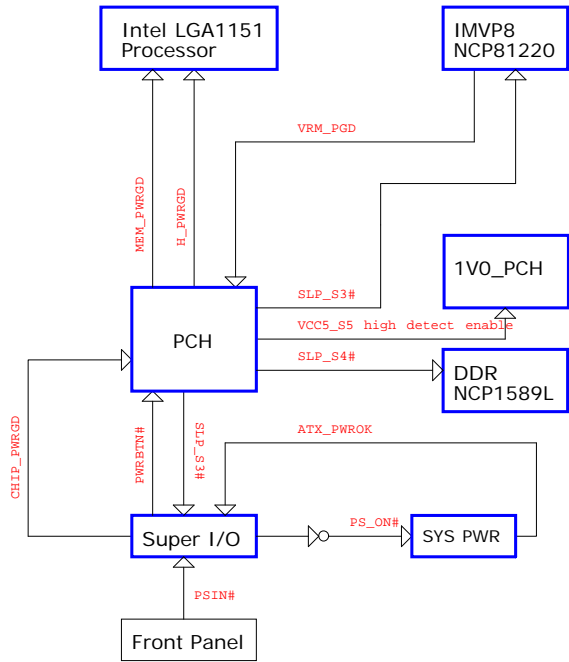 Intel LGA1151
Processor
IMVP8
NCP81220
VRM_PGD
MEM_PWRGD
H_PWRGD
1V0_PCH
SLP_S3#
VCC5_S5 high detect enable
PCH
SLP_S4#
DDR
NCP1589L
CHIP_PWRGD
PWRBTN#
SLP_S3#
ATX_PWROK
PS_ON#
Super I/O
SYS PWR
PSIN#
Front Panel